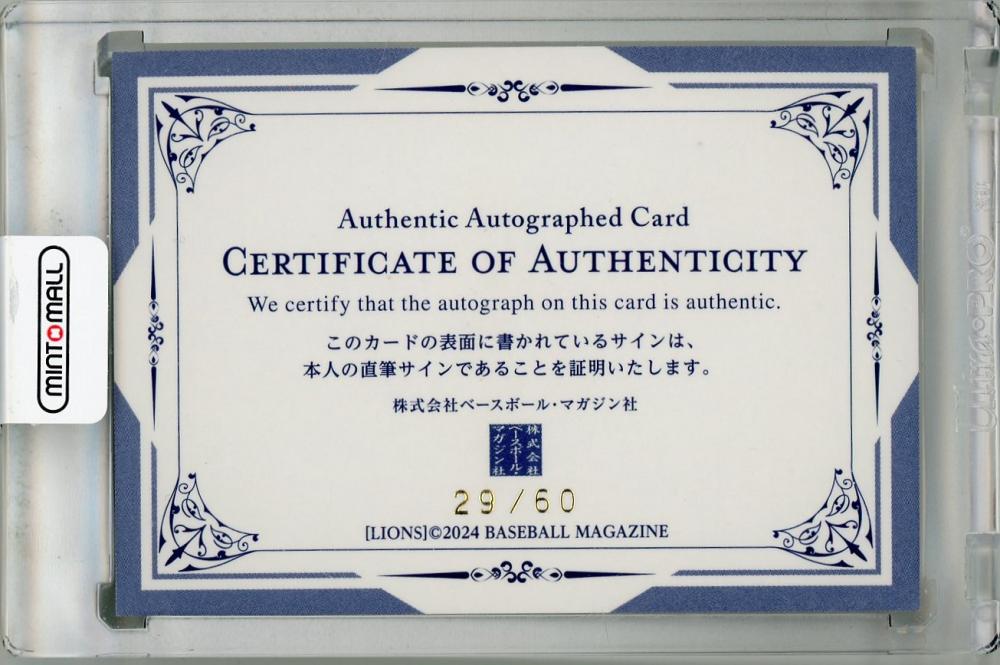 Authentic Autographed Card
CERTIFICATE OF AUTHENTICITY
We certify that the autograph on this card is authentic.
このカードの表面に書かれているサインは、
本人の直筆サインであることを証明いたします。
株式会社ベースボール・マガジン社
株式会社
ベースボール・
マガジン社
29/60
[LIONS]©2024 BASEBALL MAGAZINE
MINTOMALL
UltraPRO